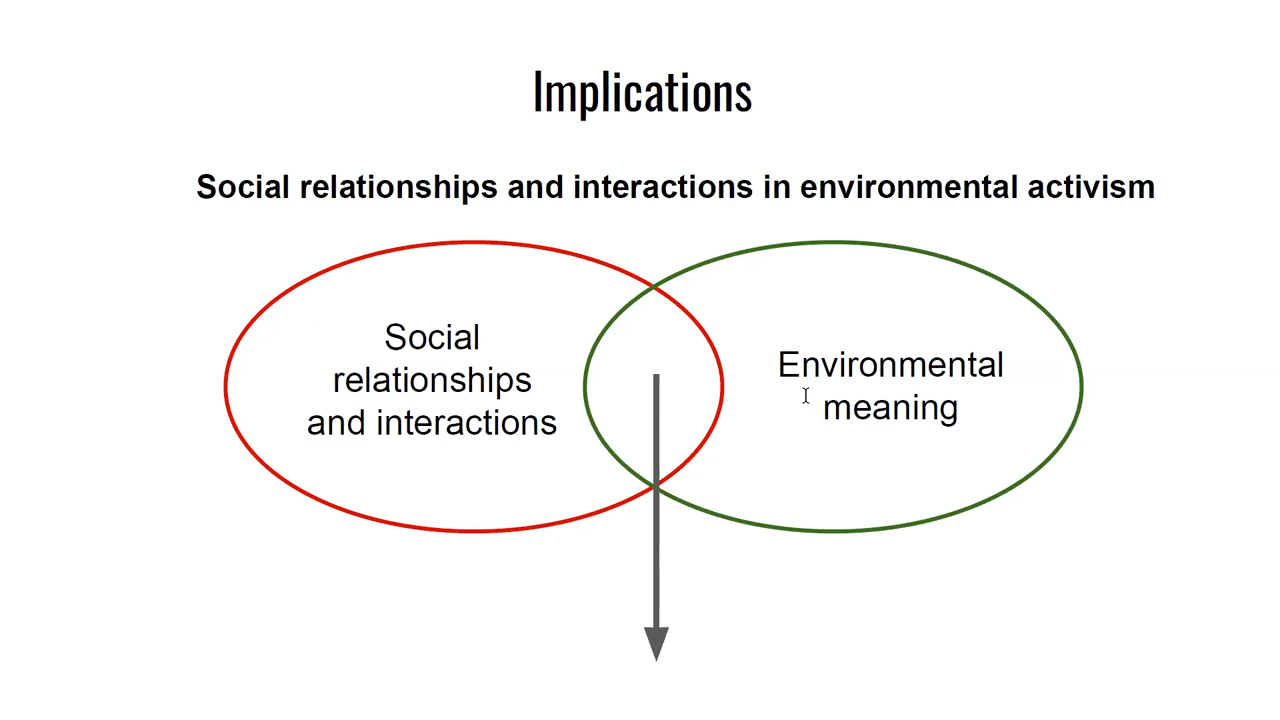 Implications
Social relationships and interactions in environmental activism
Social
relationships
and interactions
Environmental
meaning